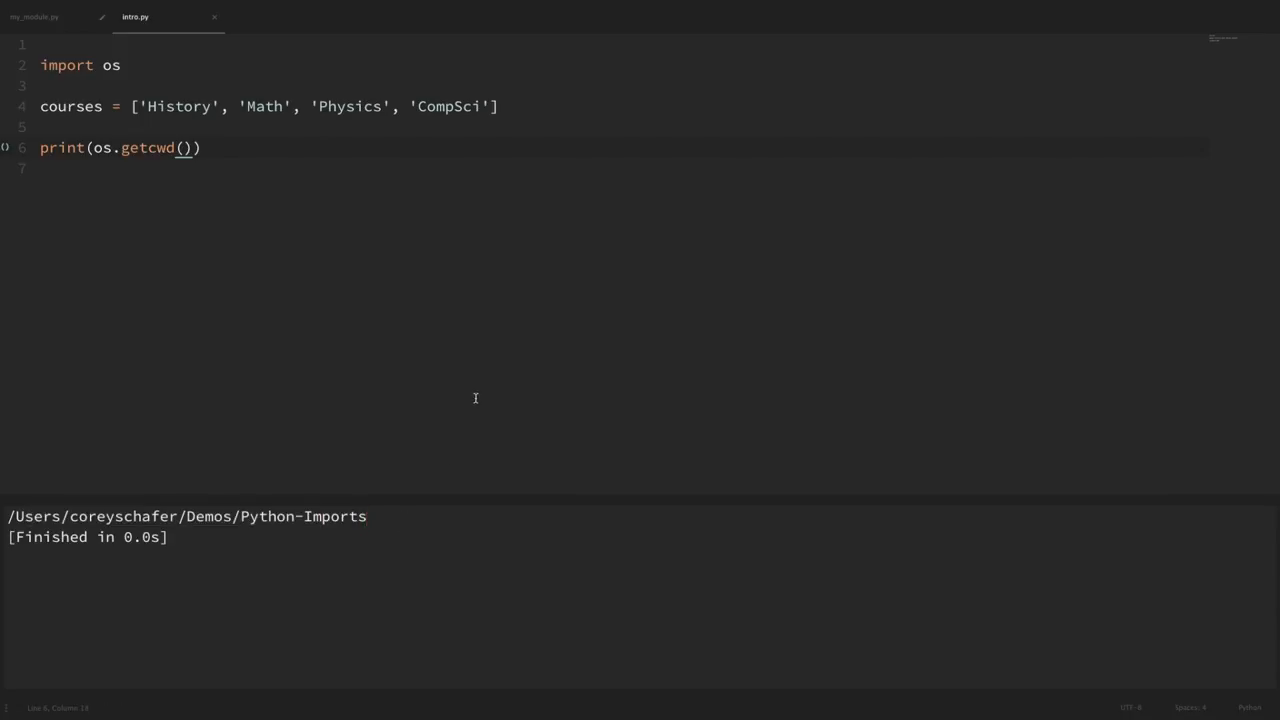 my_module.py
intro.py
1
2 import os
3
4 courses = ['History', 'Math', 'Physics', 'CompSci']
5
6 print(os.getcwd())
7
/Users/coreyschafer/Demos/Python-Imports
[Finished in 0.0s]
Line 6, Column 18
UTF-8
Spaces: 4
Python